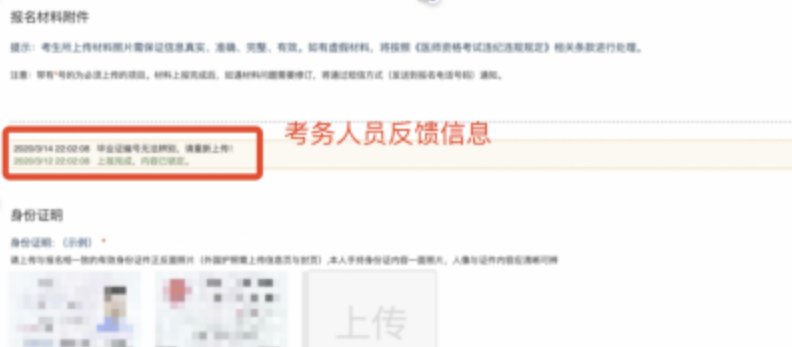 报名材料附件
提示：考生所上传材料照片需保证信息真实、准确、完整、有效。如有虚假材料，将按照《医师资格考试违纪违规规定》相关条款进行处理。
注意：带有*号的为必须上传的项目。材料上报完成后，如遇材料问题需要修订，将通过短信方式（发送到报名电话号码）通知。
考务人员反馈信息
2020/3/14 22:02:08 毕业证编号无法辨别，请重新上传！
2020/3/12 22:02:08 上报完成，内容已锁定。
身份证明
身份证明：（示例） *
请上传与报名相一致的有效身份证件正反面照片（外国护照需上传信息页与封页），本人手持身份证内容一面照片，人像与证件内容应清晰可辨
上传